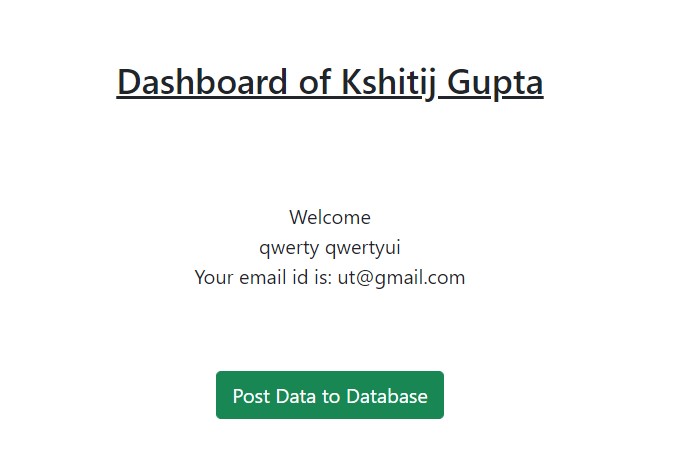 Dashboard of Kshitij Gupta
Welcome
qwerty qwertyui
Your email id is: ut@gmail.com
Post Data to Database